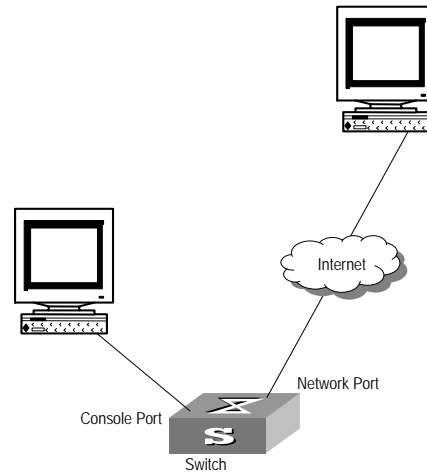 Internet
Network Port
Console Port
S
Switch